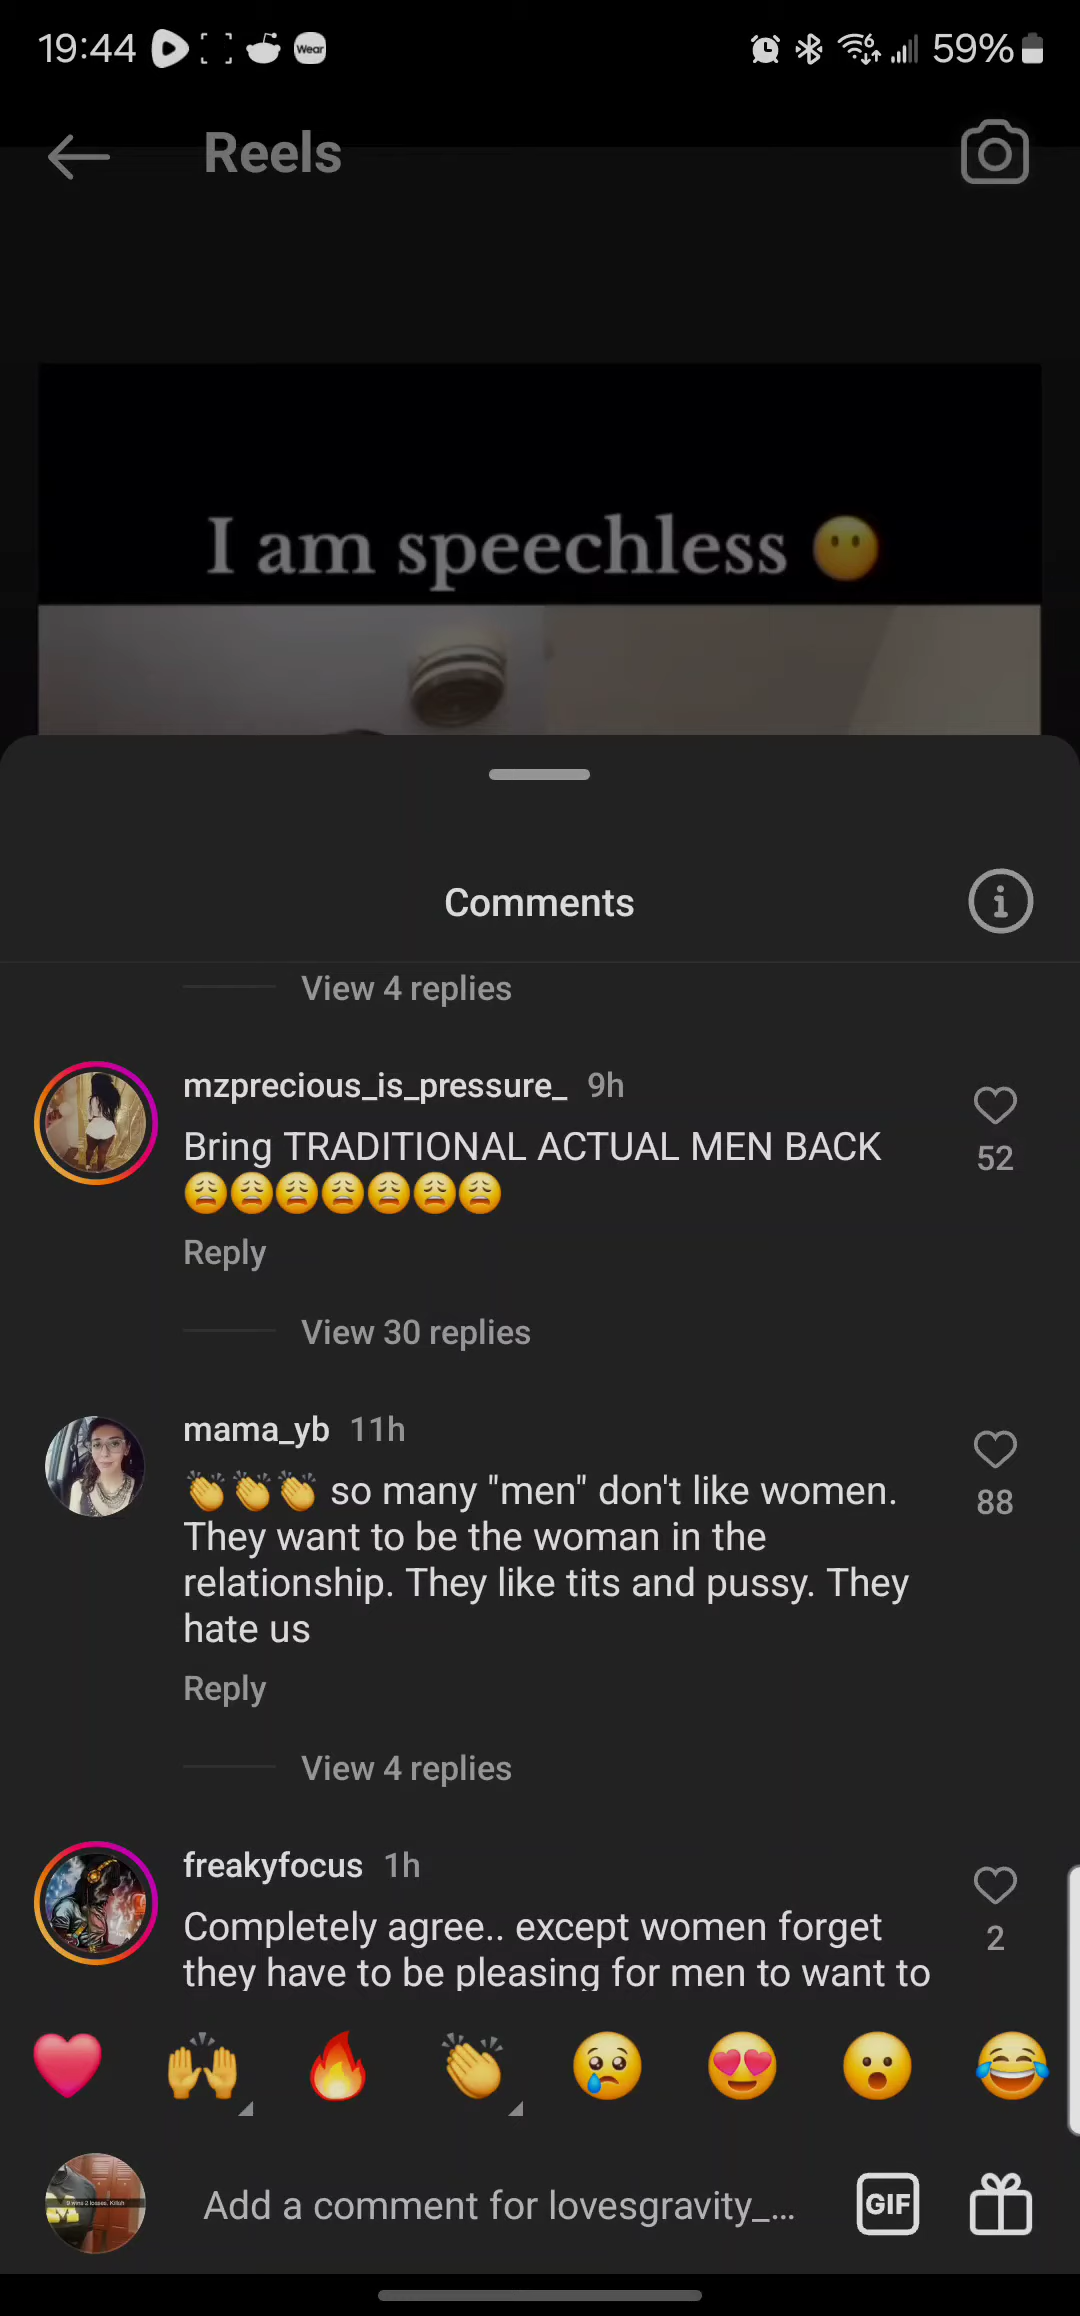 19:44 Wear 6 59%
Reels
I am speechless 😶
Comments
View 4 replies
mzprecious_is_pressure_ 9h
Bring TRADITIONAL ACTUAL MEN BACK
😩😩😩😩😩😩😩
52
Reply
View 30 replies
mama_yb 11h
👏👏👏 so many "men" don't like women.
They want to be the woman in the
relationship. They like tits and pussy. They
hate us
88
Reply
View 4 replies
freakyfocus 1h
Completely agree.. except women forget
they have to be pleasing for men to want to
2
Add a comment for lovesgravity_...
GIF